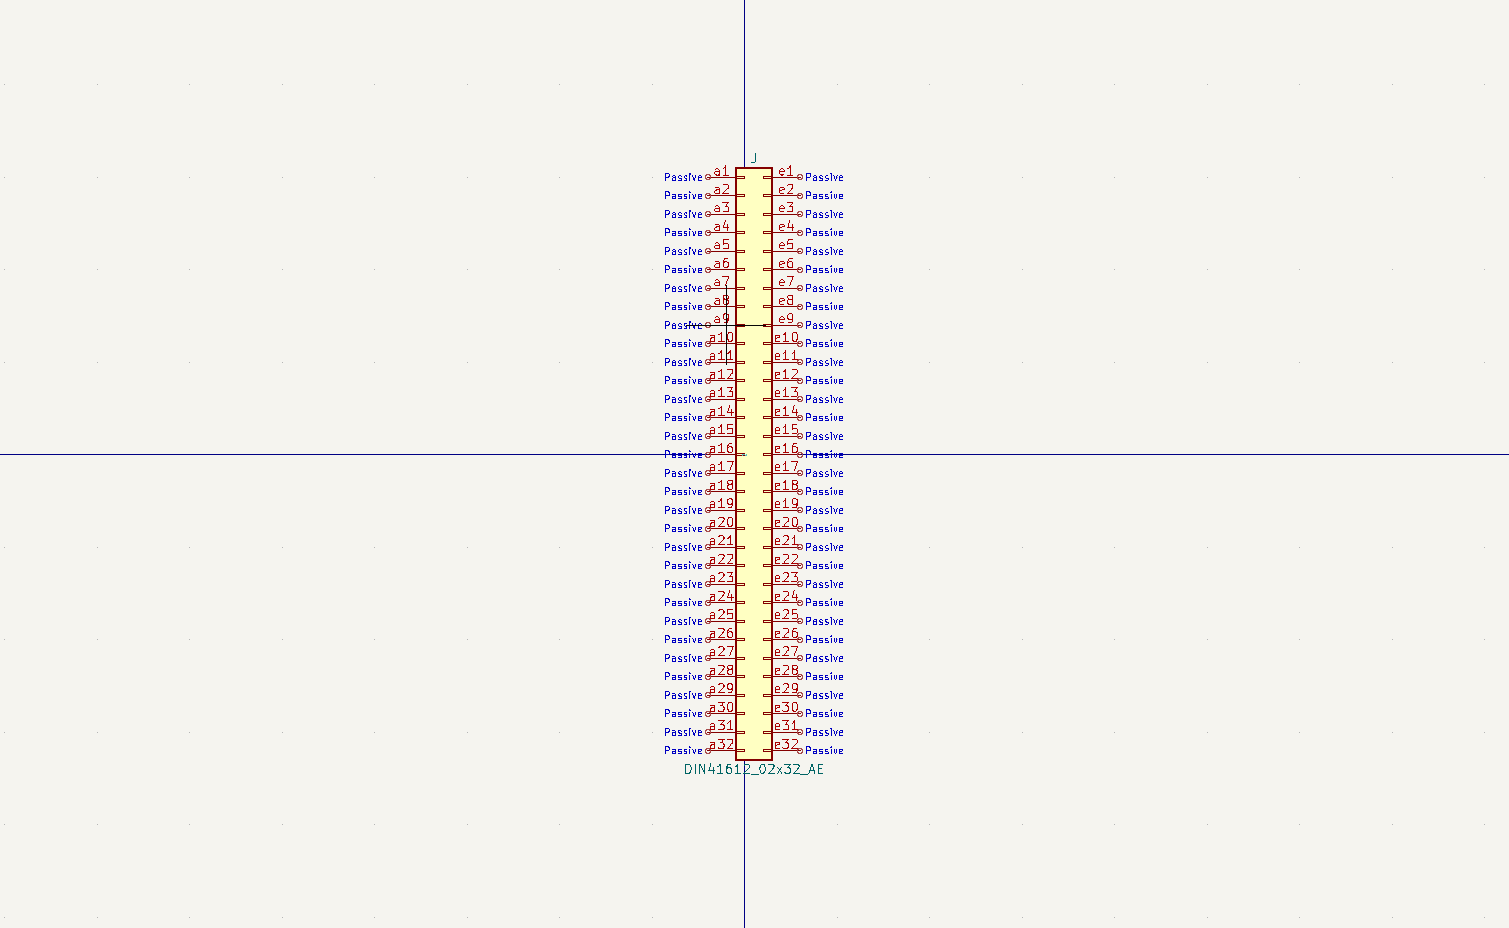 J
Passive a1 e1 Passive
Passive a2 e2 Passive
Passive a3 e3 Passive
Passive a4 e4 Passive
Passive a5 e5 Passive
Passive a6 e6 Passive
Passive a7 e7 Passive
Passive a8 e8 Passive
Passive a9 e9 Passive
Passive a10 e10 Passive
Passive a11 e11 Passive
Passive a12 e12 Passive
Passive a13 e13 Passive
Passive a14 e14 Passive
Passive a15 e15 Passive
Passive a16 e16 Passive
Passive a17 e17 Passive
Passive a18 e18 Passive
Passive a19 e19 Passive
Passive a20 e20 Passive
Passive a21 e21 Passive
Passive a22 e22 Passive
Passive a23 e23 Passive
Passive a24 e24 Passive
Passive a25 e25 Passive
Passive a26 e26 Passive
Passive a27 e27 Passive
Passive a28 e28 Passive
Passive a29 e29 Passive
Passive a30 e30 Passive
Passive a31 e31 Passive
Passive a32 e32 Passive
DIN41612_02x32_AE